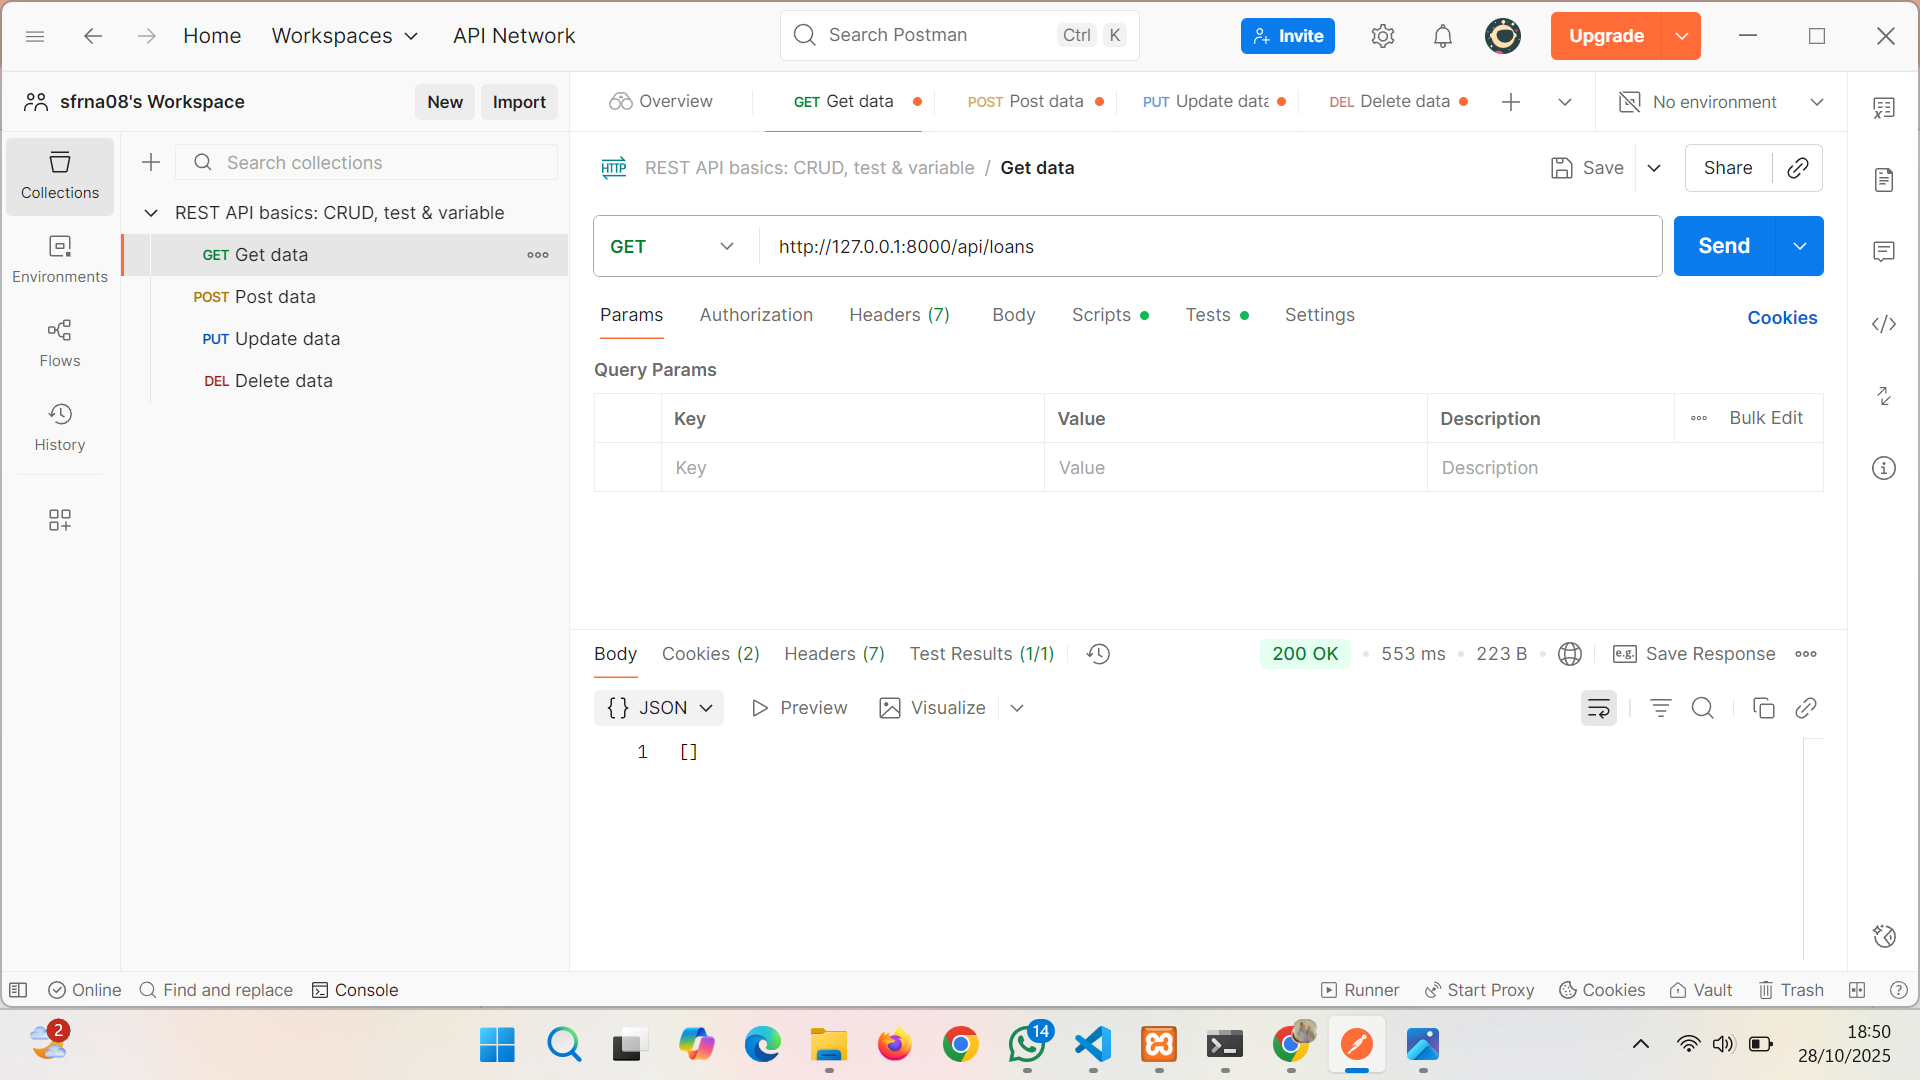 Home Workspaces API Network Search Postman Ctrl K Invite Upgrade
sfrna08's Workspace New Import Overview GET Get data POST Post data PUT Update data DEL Delete data No environment
Collections Search collections HTTP REST API basics: CRUD, test & variable / Get data Save Share
REST API basics: CRUD, test & variable
GET Get data GET http://127.0.0.1:8000/api/loans Send
Environments
POST Post data
PUT Update data Params Authorization Headers (7) Body Scripts Tests Settings Cookies
Flows
DEL Delete data Query Params
History Key Value Description Bulk Edit
Key Value Description
Body Cookies (2) Headers (7) Test Results (1/1) 200 OK 553 ms 223 B e.g. Save Response
{} JSON Preview Visualize
1 []
Online Find and replace Console Runner Start Proxy Cookies Vault Trash
2 14 18:50
28/10/2025